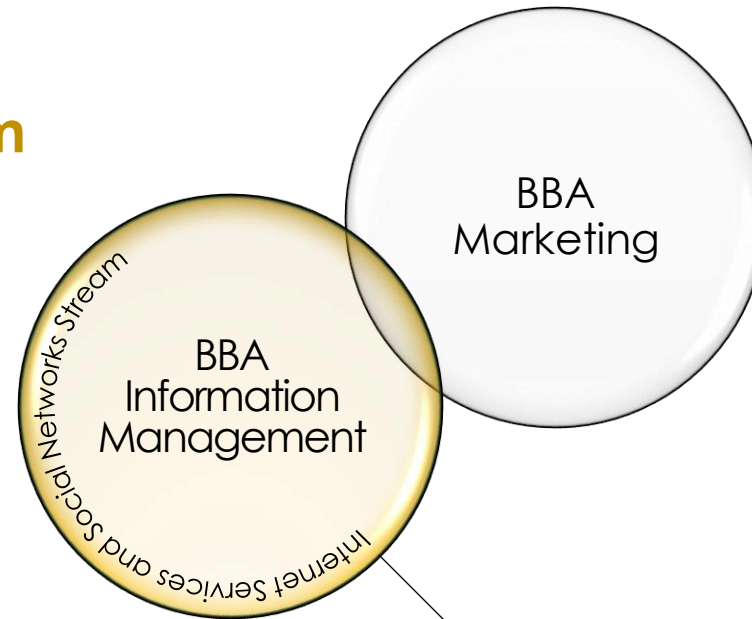 m
BBA
Marketing
BBA
Information
Management
Internet Services and Social Networks Stream